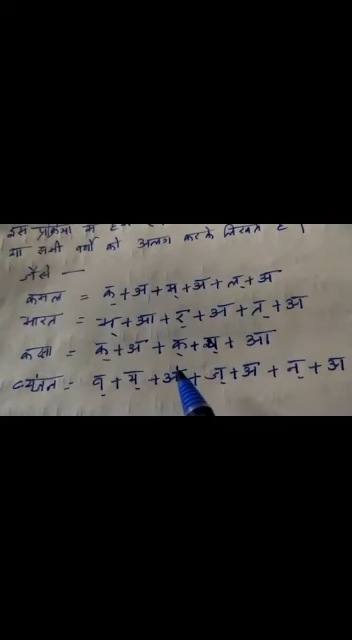 इस प्रक्रिया में
या सभी वर्णों को अलग करके लिखते हैं।
जैसे —
कमल = क् + अ + म् + अ + ल् + अ
भारत = भ् + आ + र् + अ + त् + अ
कक्षा = क् + अ + क् + ष् + आ
व्यंजन = व् + य् + अं + ज् + अ + न् + अ